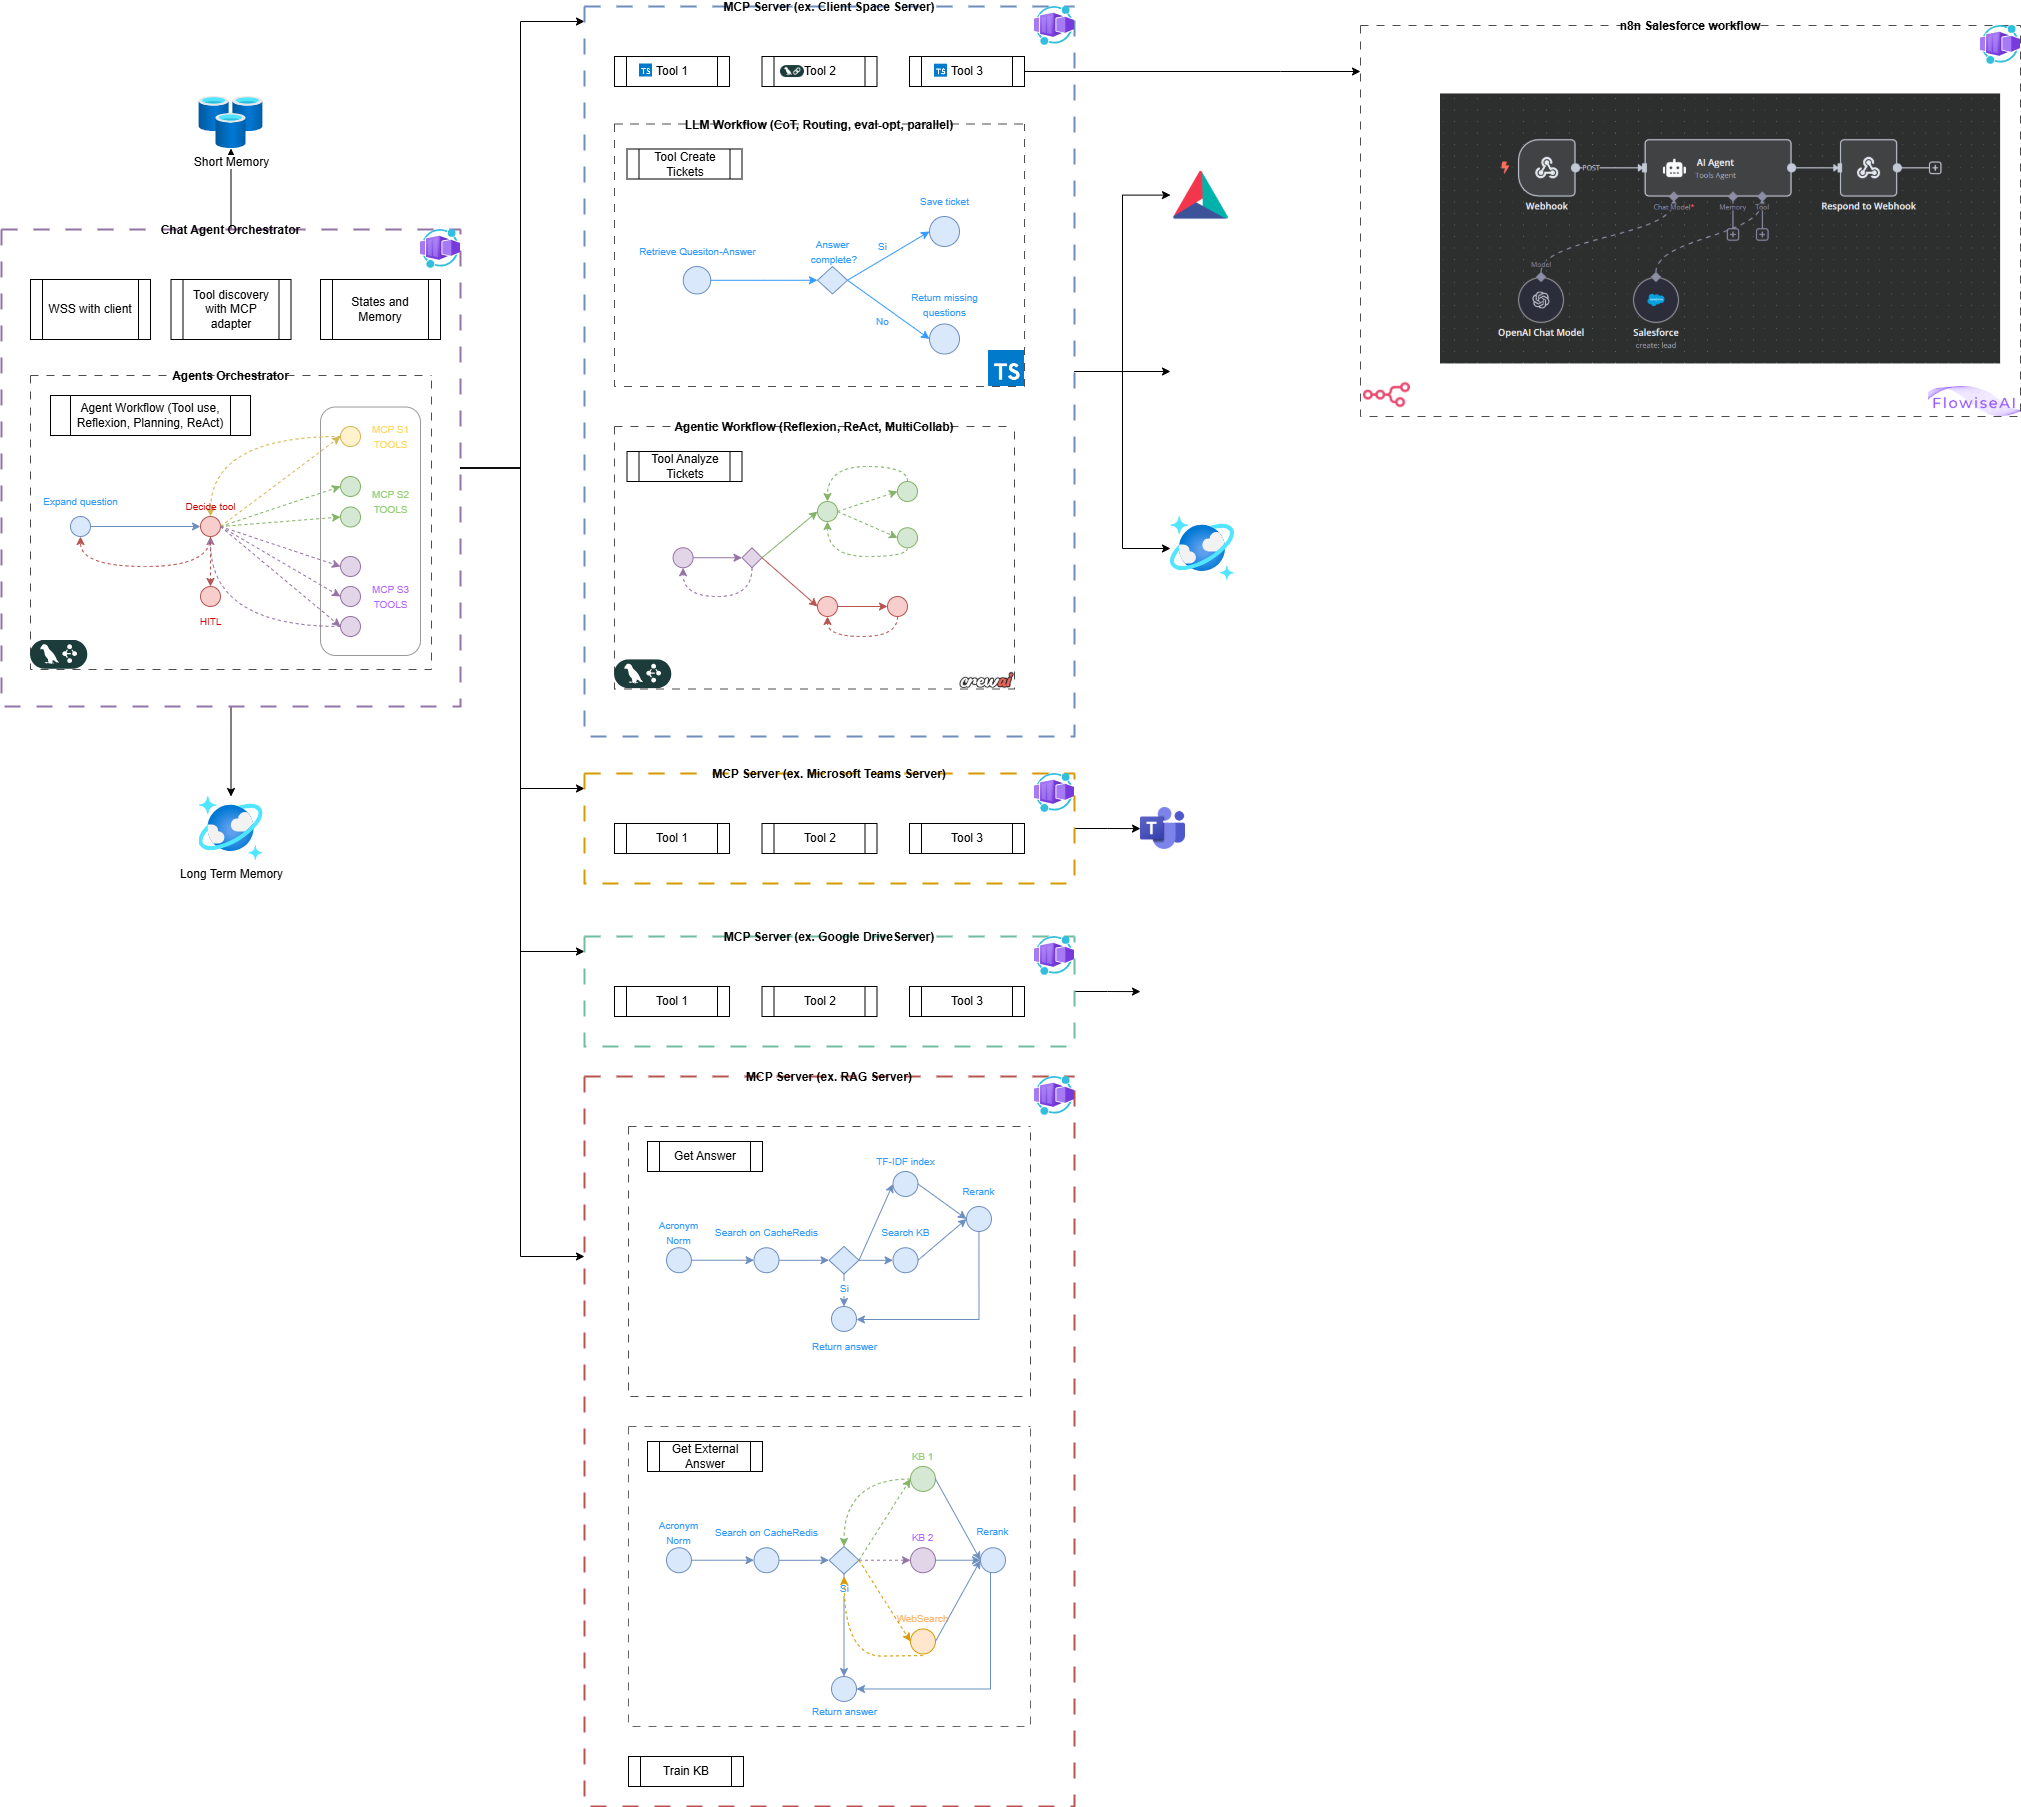 MCP Server (ex. Client Space Server)
TS Tool 1
Tool 2
TS Tool 3
n8n Salesforce workflow
LLM Workflow (CoT, Routing, eval-opt, parallel)
Tool Create
Tickets
Save ticket
Retrieve Quesiton-Answer
Answer
complete?
Si
No
Return missing
questions
TS
Webhook
POST
AI Agent
Tools Agent
Chat Model*
Memory
Tool
Respond to Webhook
Model
OpenAI Chat Model
Salesforce
create: lead
FlowiseAI
Short Memory
Chat Agent Orchestrator
WSS with client
Tool discovery
with MCP
adapter
States and
Memory
Agents Orchestrator
Agent Workflow (Tool use,
Reflexion, Planning, ReAct)
MCP S1
TOOLS
MCP S2
TOOLS
MCP S3
TOOLS
Expand question
Decide tool
HITL
Long Term Memory
Agentic Workflow (Reflexion, ReAct, MultiCollab)
Tool Analyze
Tickets
crewai
MCP Server (ex. Microsoft Teams Server)
Tool 1
Tool 2
Tool 3
T
MCP Server (ex. Google DriveServer)
Tool 1
Tool 2
Tool 3
MCP Server (ex. RAG Server)
Get Answer
TF-IDF index
Rerank
Acronym
Norm
Search on CacheRedis
Search KB
Si
Return answer
Get External
Answer
KB 1
Acronym
Norm
Search on CacheRedis
KB 2
Rerank
Si
WebSearch
Return answer
Train KB